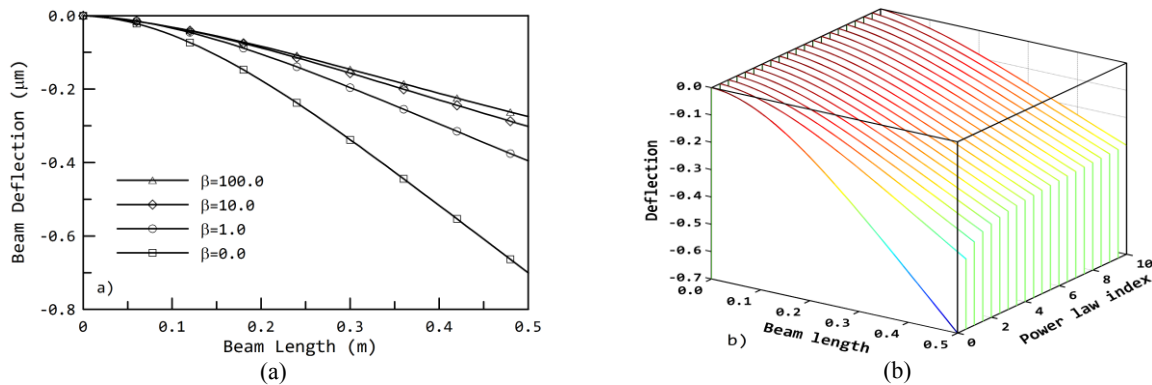 (a)
Beam Deflection (μm)
0.0
-0.2
-0.4
-0.6
-0.8
β=100.0
β=10.0
β=1.0
β=0.0
a)
0
0.1
0.2
0.3
0.4
0.5
Beam Length (m)
(a)
b)
Deflection
0.0
-0.1
-0.2
-0.3
-0.4
-0.5
-0.6
-0.7
0.0
0.1
0.2
0.3
0.4
0.5
Beam length
0
2
4
6
8
10
Power law index
b)
(b)